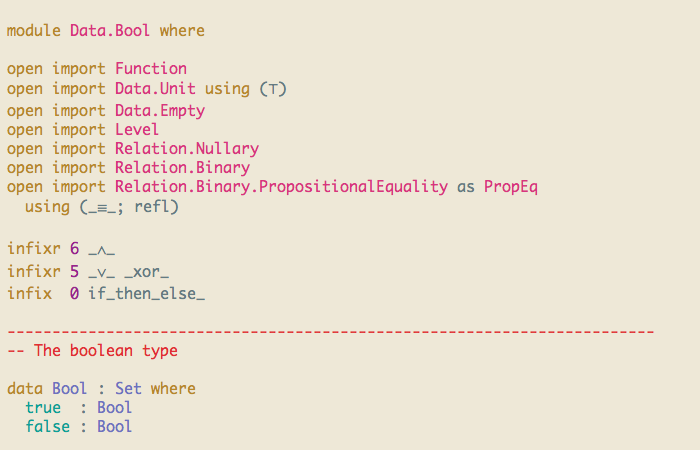 module Data.Bool where
open import Function
open import Data.Unit using (⊤)
open import Data.Empty
open import Level
open import Relation.Nullary
open import Relation.Binary
open import Relation.Binary.PropositionalEquality as PropEq
  using (_≡_; refl)
infixr 6 _∧_
infixr 5 _∨_ _xor_
infix  0 if_then_else_
------------------------------------------------------------------------
-- The boolean type
data Bool : Set where
  true  : Bool
  false : Bool